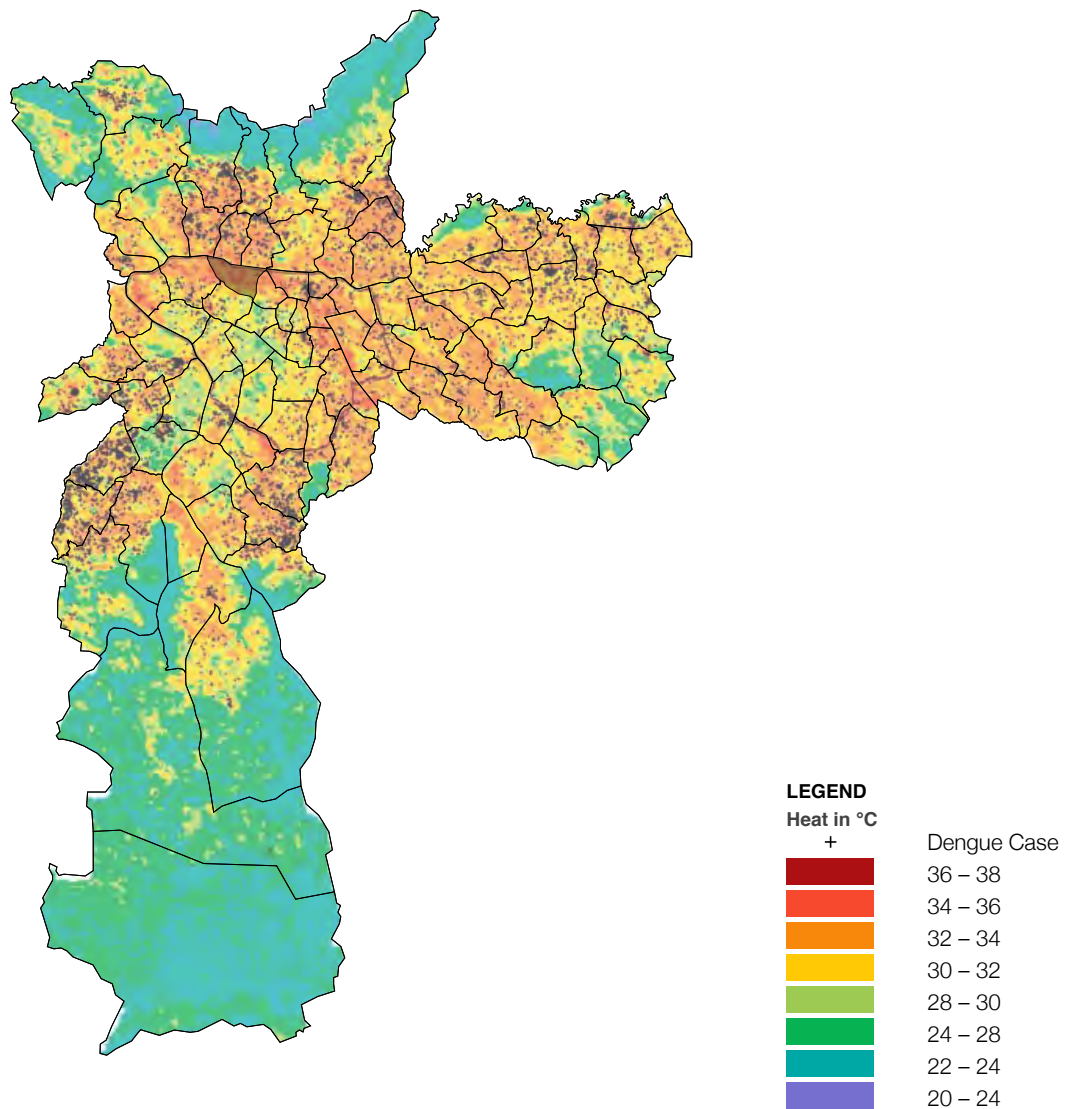 LEGEND
Heat in °C
+ Dengue Case
36 – 38
34 – 36
32 – 34
30 – 32
28 – 30
24 – 28
22 – 24
20 – 24